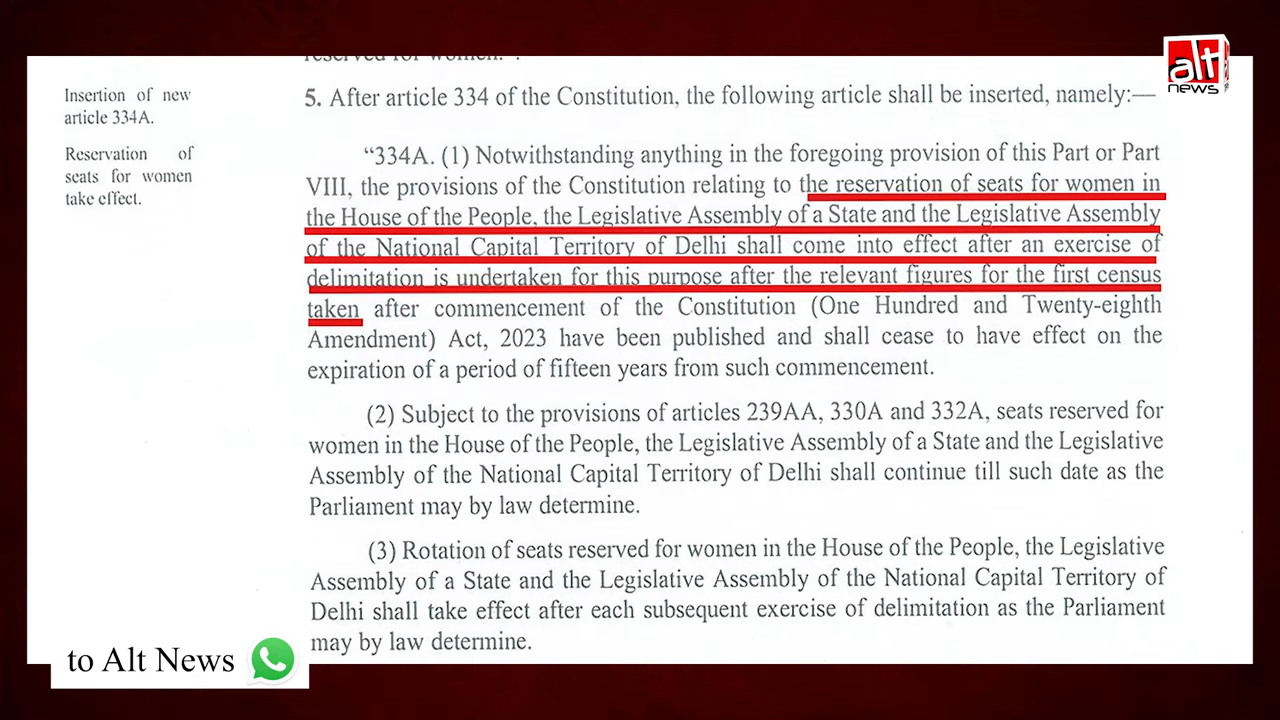 reserved for women.".
Insertion of new
article 334A.
Reservation of
seats for women
take effect.
5. After article 334 of the Constitution, the following article shall be inserted, namely:—
“334A. (1) Notwithstanding anything in the foregoing provision of this Part or Part
VIII, the provisions of the Constitution relating to the reservation of seats for women in
the House of the People, the Legislative Assembly of a State and the Legislative Assembly
of the National Capital Territory of Delhi shall come into effect after an exercise of
delimitation is undertaken for this purpose after the relevant figures for the first census
taken after commencement of the Constitution (One Hundred and Twenty-eighth
Amendment) Act, 2023 have been published and shall cease to have effect on the
expiration of a period of fifteen years from such commencement.
(2) Subject to the provisions of articles 239AA, 330A and 332A, seats reserved for
women in the House of the People, the Legislative Assembly of a State and the Legislative
Assembly of the National Capital Territory of Delhi shall continue till such date as the
Parliament may by law determine.
(3) Rotation of seats reserved for women in the House of the People, the Legislative
Assembly of a State and the Legislative Assembly of the National Capital Territory of
Delhi shall take effect after each subsequent exercise of delimitation as the Parliament
may by law determine.
to Alt News
alt
news